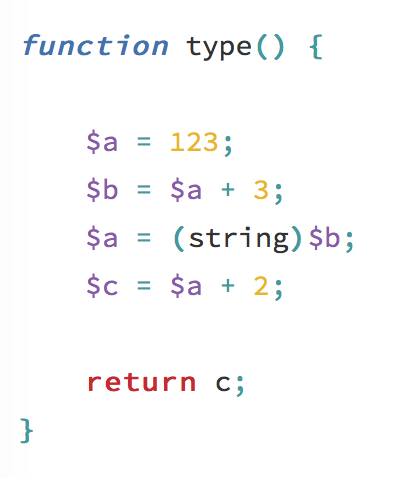 function type() {
$a = 123;
$b = $a + 3;
$a = (string)$b;
$c = $a + 2;
return c;
}